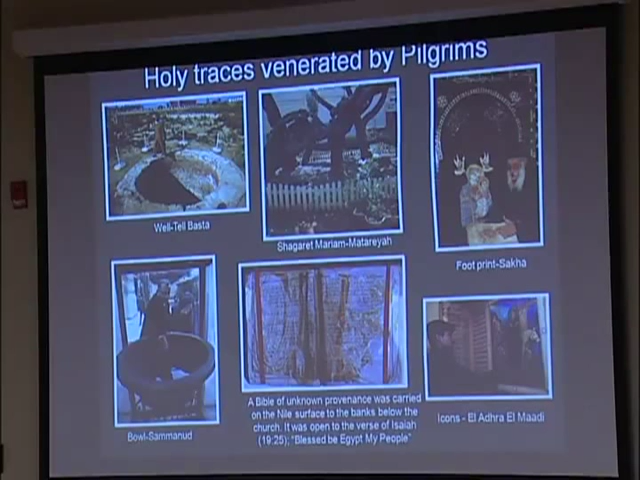 Holy traces venerated by Pilgrims
Well-Tell Basta
Shagaret Mariam-Matareyah
Foot print-Sakha
Bowl-Sammanud
A Bible of unknown provenance was carried
on the Nile surface to the banks below the
church. It was open to the verse of Isaiah
(19:25); "Blessed be Egypt My People"
Icons - El Adhra El Maadi